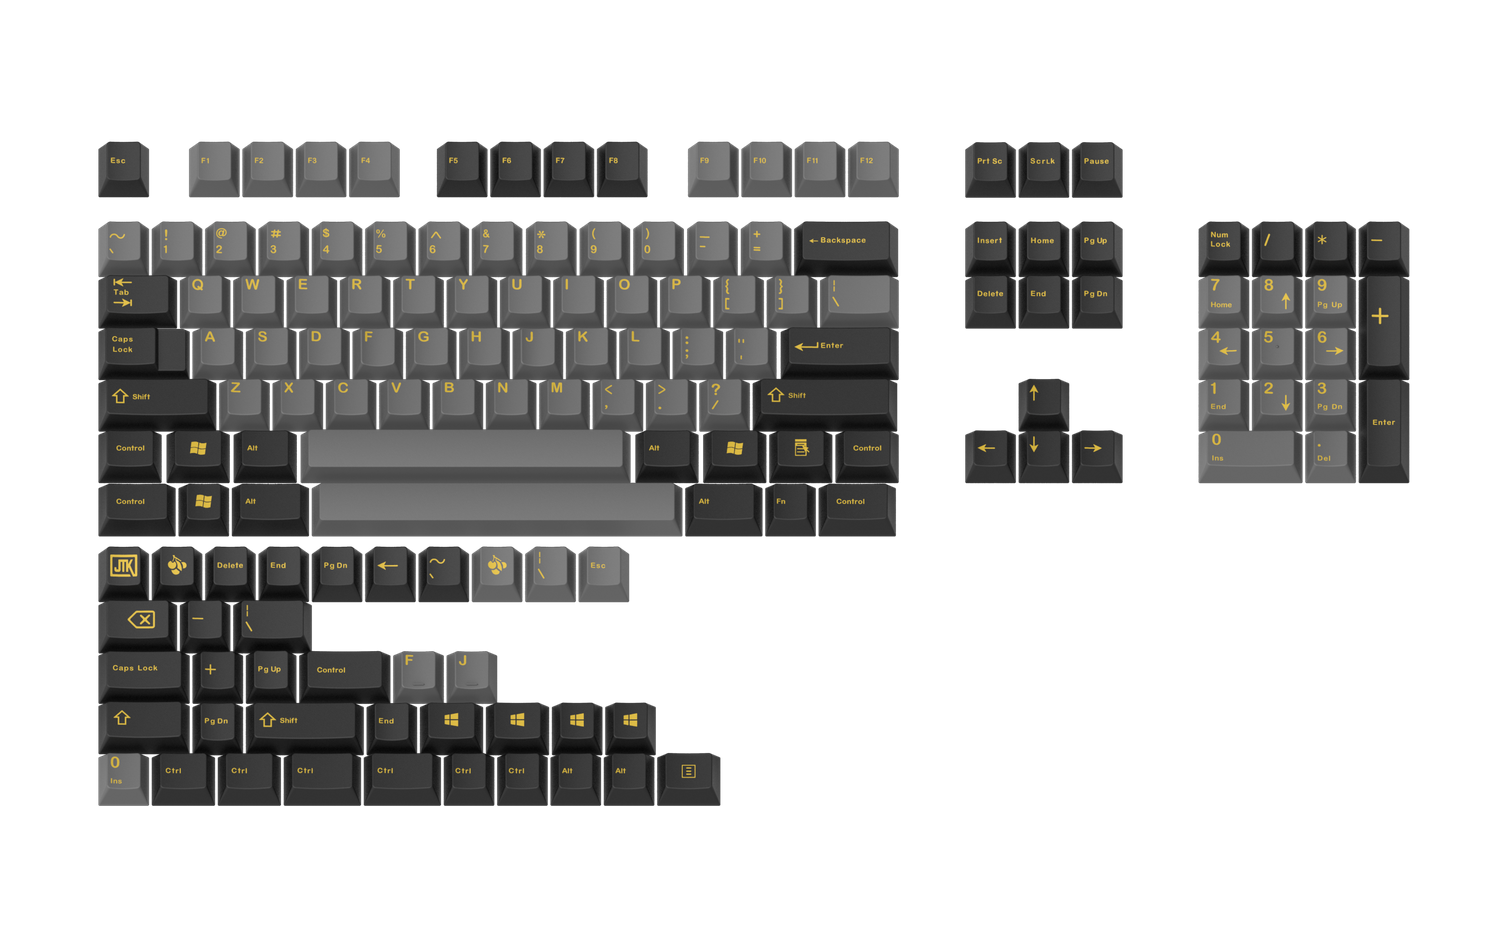 Esc F1 F2 F3 F4 F5 F6 F7 F8 F9 F10 F11 F12 Prt Sc ScrLk Pause
~ ! @ # $ % ^ & * ( ) — +
` 1 2 3 4 5 6 7 8 9 0 - = ← Backspace Insert Home Pg Up Num Lock / * −
Tab Q W E R T Y U I O P { [ } ] | \ Delete End Pg Dn 7 Home 8 ↑ 9 Pg Up +
Caps Lock A S D F G H J K L : ; " ' Enter 4 ← 5 6 →
Shift Z X C V B N M < , > . ? / Shift ↑ 1 End 2 ↓ 3 Pg Dn Enter
Control Alt Alt Control ← ↓ → 0 Ins . Del
Control Alt Alt Fn Control
JTK Delete End Pg Dn ← ~ ` | \ Esc
− | \
Caps Lock + Pg Up Control F J
Pg Dn Shift End
0 Ins Ctrl Ctrl Ctrl Ctrl Ctrl Ctrl Alt Alt